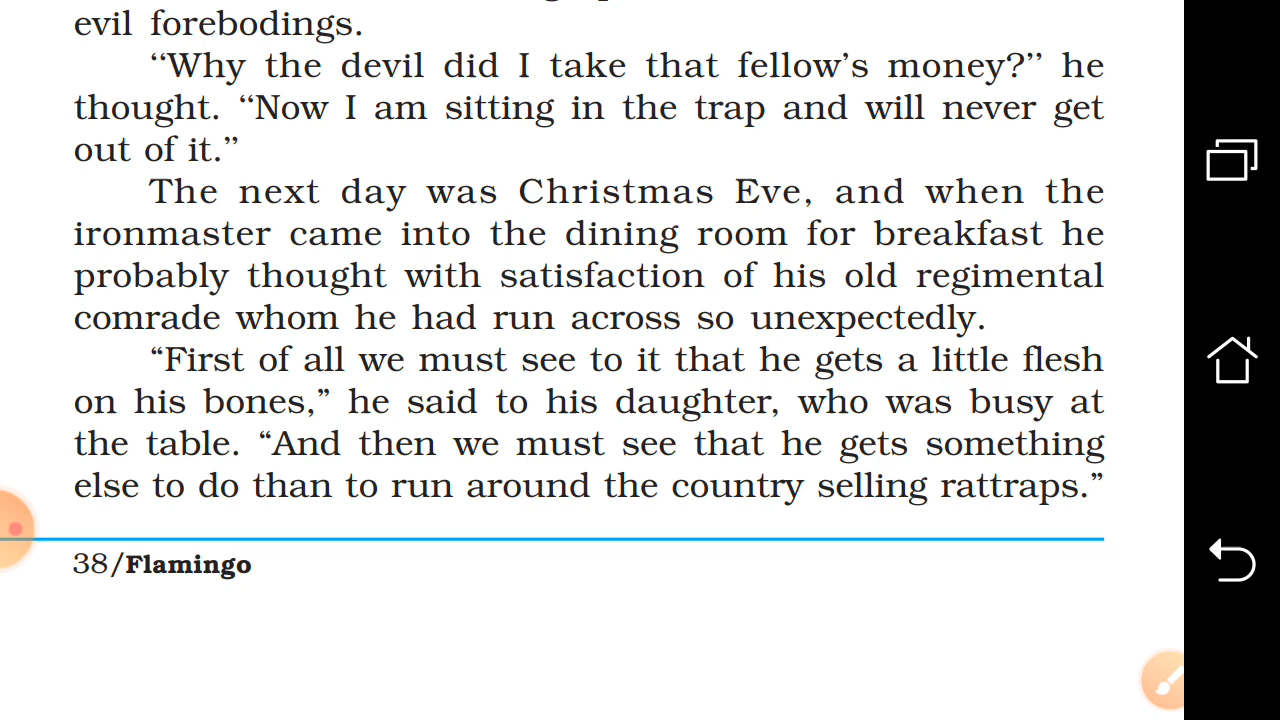 evil forebodings.
‘‘Why the devil did I take that fellow’s money?’’ he
thought. “Now I am sitting in the trap and will never get
out of it.”
The next day was Christmas Eve, and when the
ironmaster came into the dining room for breakfast he
probably thought with satisfaction of his old regimental
comrade whom he had run across so unexpectedly.
“First of all we must see to it that he gets a little flesh
on his bones,” he said to his daughter, who was busy at
the table. “And then we must see that he gets something
else to do than to run around the country selling rattraps.”
38/Flamingo